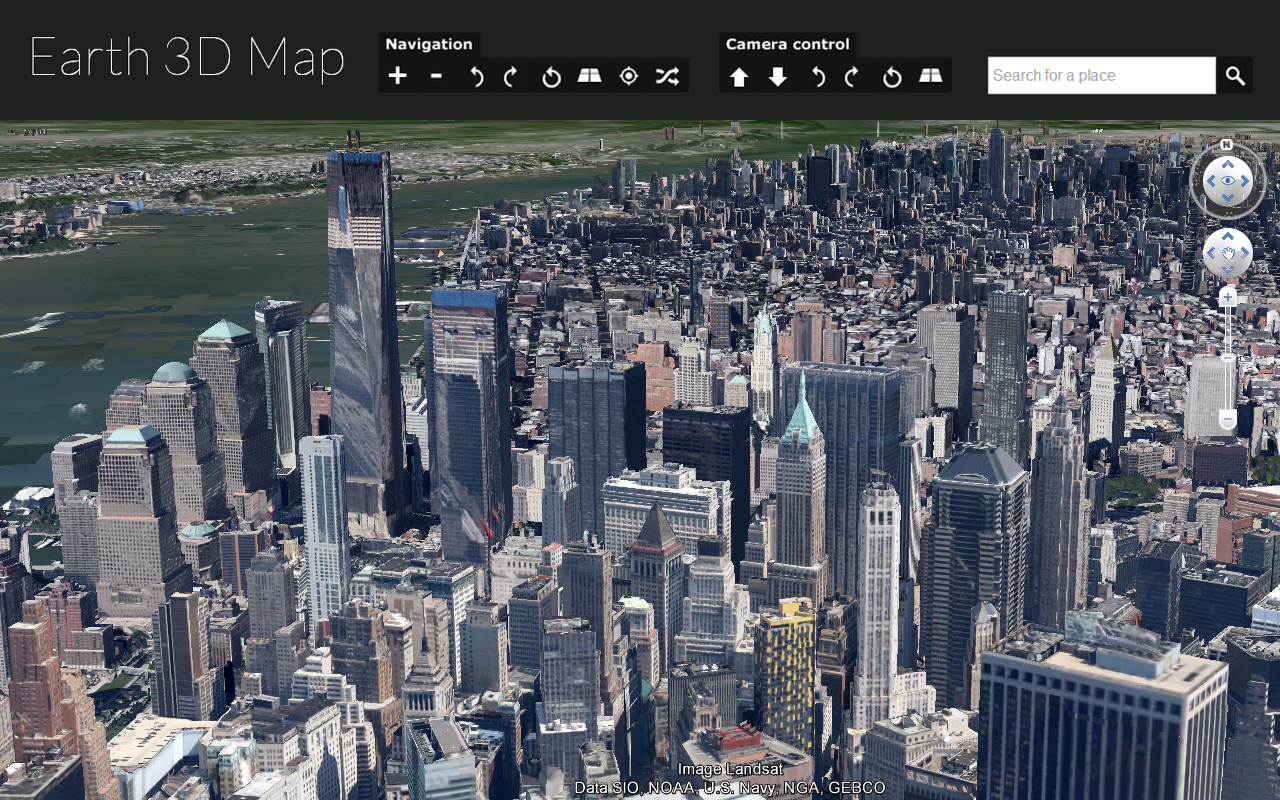 Earth 3D Map
Navigation
Camera control
Search for a place
N
Image Landsat
Data SIO, NOAA, U.S. Navy, NGA, GEBCO